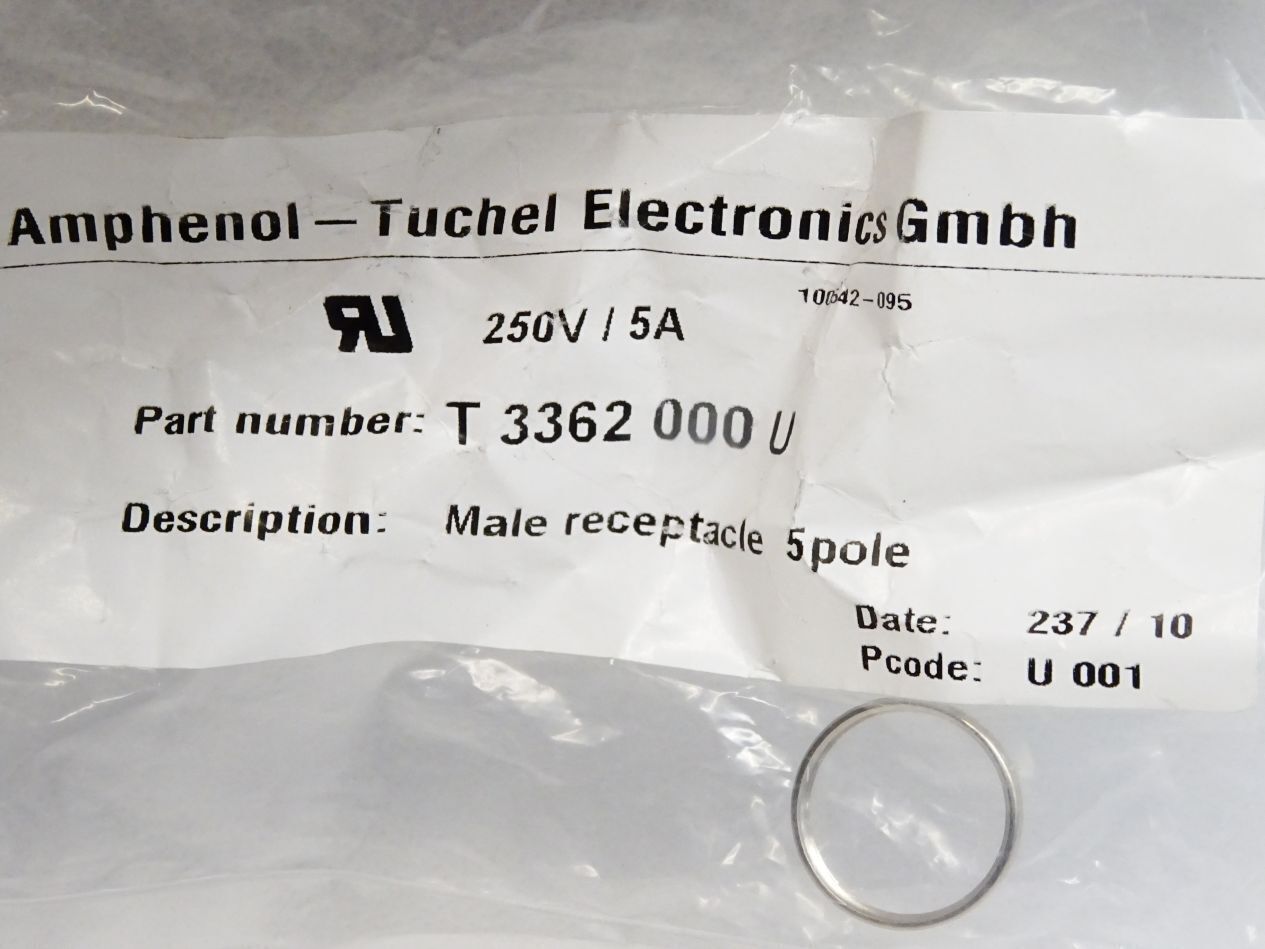 Amphenol – Tuchel Electronics Gmbh
RU 250V / 5A
Part number: T 3362 000 U
Description: Male receptacle 5pole
Date: 237 / 10
Pcode: U 001